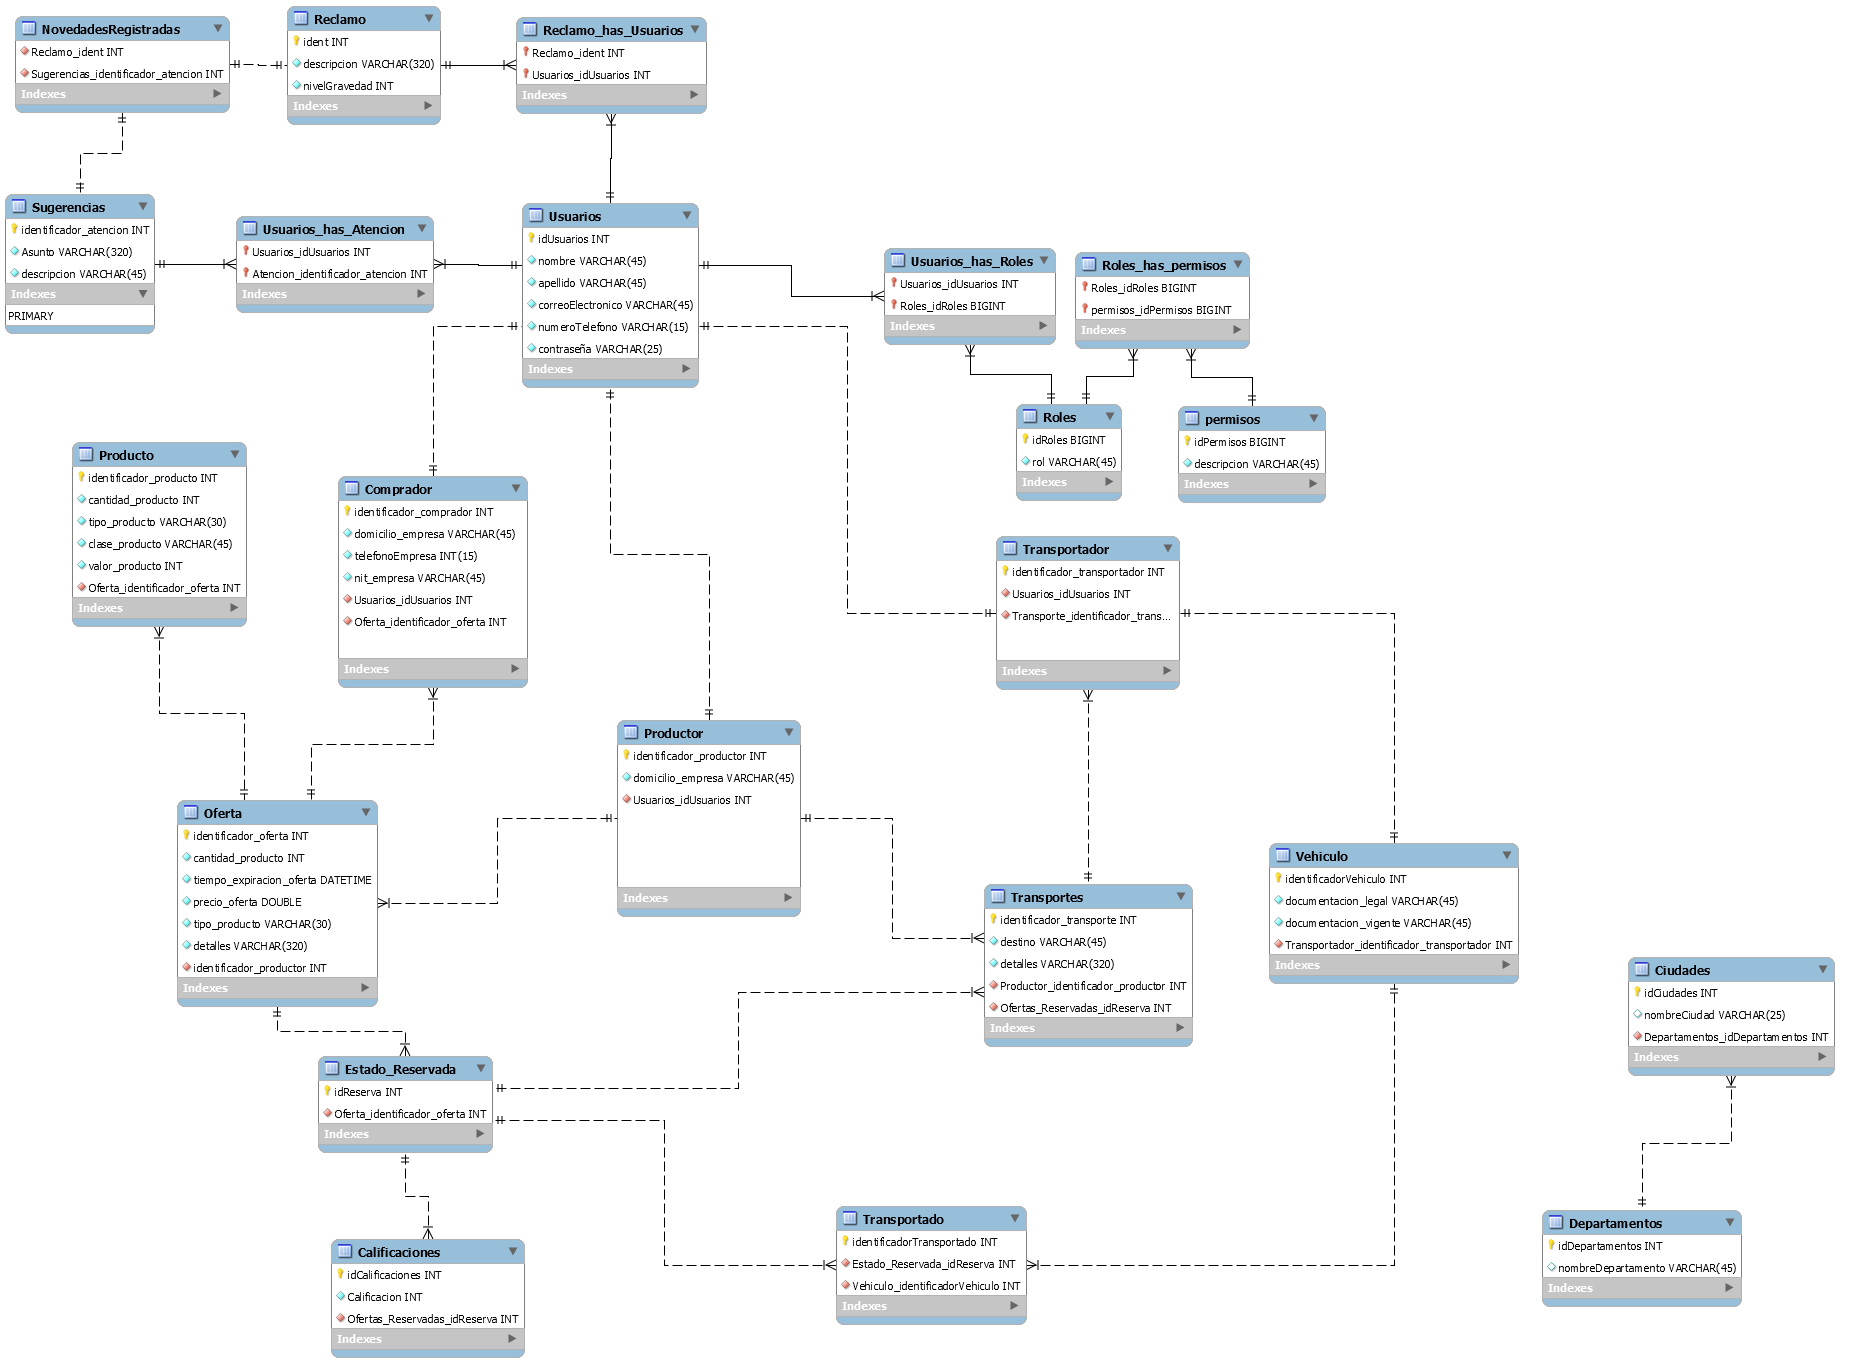 NovedadesRegistradas
Reclamo_ident INT
Sugerencias_identificador_atencion INT
Indexes
Reclamo
ident INT
descripcion VARCHAR(320)
nivelGravedad INT
Indexes
Reclamo_has_Usuarios
Reclamo_ident INT
Usuarios_idUsuarios INT
Indexes
Sugerencias
identificador_atencion INT
Asunto VARCHAR(320)
descripcion VARCHAR(45)
Indexes
PRIMARY
Usuarios_has_Atencion
Usuarios_idUsuarios INT
Atencion_identificador_atencion INT
Indexes
Usuarios
idUsuarios INT
nombre VARCHAR(45)
apellido VARCHAR(45)
correoElectronico VARCHAR(45)
numeroTelefono VARCHAR(15)
contraseña VARCHAR(25)
Indexes
Usuarios_has_Roles
Usuarios_idUsuarios INT
Roles_idRoles BIGINT
Indexes
Roles_has_permisos
Roles_idRoles BIGINT
permisos_idPermisos BIGINT
Indexes
Roles
idRoles BIGINT
rol VARCHAR(45)
Indexes
permisos
idPermisos BIGINT
descripcion VARCHAR(45)
Indexes
Producto
identificador_producto INT
cantidad_producto INT
tipo_producto VARCHAR(30)
clase_producto VARCHAR(45)
valor_producto INT
Oferta_identificador_oferta INT
Indexes
Comprador
identificador_comprador INT
domicilio_empresa VARCHAR(45)
telefonoEmpresa INT(15)
nit_empresa VARCHAR(45)
Usuarios_idUsuarios INT
Oferta_identificador_oferta INT
Indexes
Transportador
identificador_transportador INT
Usuarios_idUsuarios INT
Transporte_identificador_trans...
Indexes
Productor
identificador_productor INT
domicilio_empresa VARCHAR(45)
Usuarios_idUsuarios INT
Indexes
Oferta
identificador_oferta INT
cantidad_producto INT
tiempo_expiracion_oferta DATETIME
precio_oferta DOUBLE
tipo_producto VARCHAR(30)
detalles VARCHAR(320)
identificador_productor INT
Indexes
Transportes
identificador_transporte INT
destino VARCHAR(45)
detalles VARCHAR(320)
Productor_identificador_productor INT
Ofertas_Reservadas_idReserva INT
Indexes
Vehiculo
identificadorVehiculo INT
documentacion_legal VARCHAR(45)
documentacion_vigente VARCHAR(45)
Transportador_identificador_transportador INT
Indexes
Ciudades
idCiudades INT
nombreCiudad VARCHAR(25)
Departamentos_idDepartamentos INT
Indexes
Estado_Reservada
idReserva INT
Oferta_identificador_oferta INT
Indexes
Calificaciones
idCalificaciones INT
Calificacion INT
Ofertas_Reservadas_idReserva INT
Indexes
Transportado
identificadorTransportado INT
Estado_Reservada_idReserva INT
Vehiculo_identificadorVehiculo INT
Indexes
Departamentos
idDepartamentos INT
nombreDepartamento VARCHAR(45)
Indexes